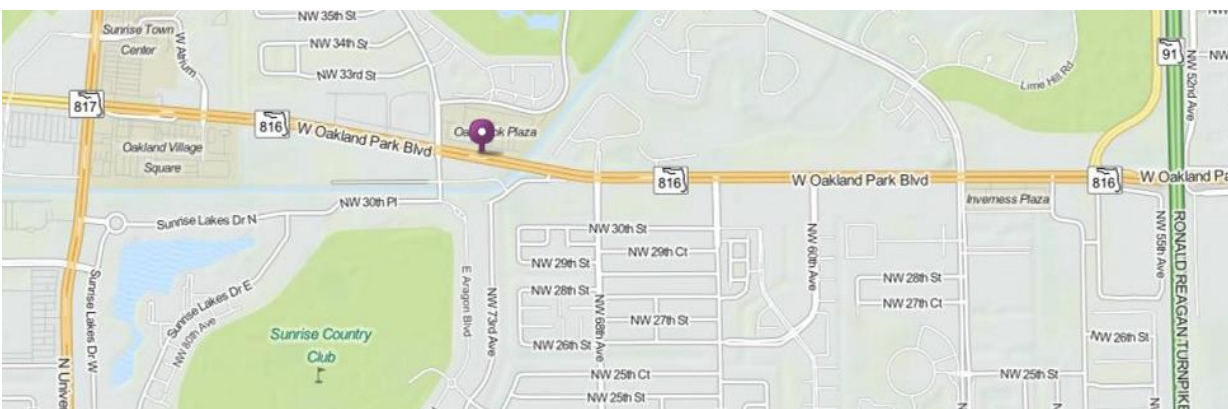 NW 35th St
Sunrise Town
Center
W Atrium
NW 34th St
NW 33rd St
Lime Hill Rd
91
NW 52nd Ave
NW
817
816
W Oakland Park Blvd
Plaza
Oakland Village
Square
816
W Oakland Park Blvd
816
W Oakland Pa
Inverness Plaza
NW 30th Pl
Sunrise Lakes Dr N
NW 30th St
NW 29th Ct
NW 29th St
NW 28th St
NW 27th St
NW 26th St
NW 25th Ct
NW 25th St
NW 68th Ave
NW 60th Ave
NW 28th St
NW 27th Ct
NW 55th Ave
RONALD REAGAN TURNPIKE
NW 26th St
NW 25th St
E Aragon Blvd
NW 73rd Ave
Sunrise Lakes Dr E
NW 80th Ave
Sunrise Lakes Dr W
N Unive
Sunrise Country
Club
N
N